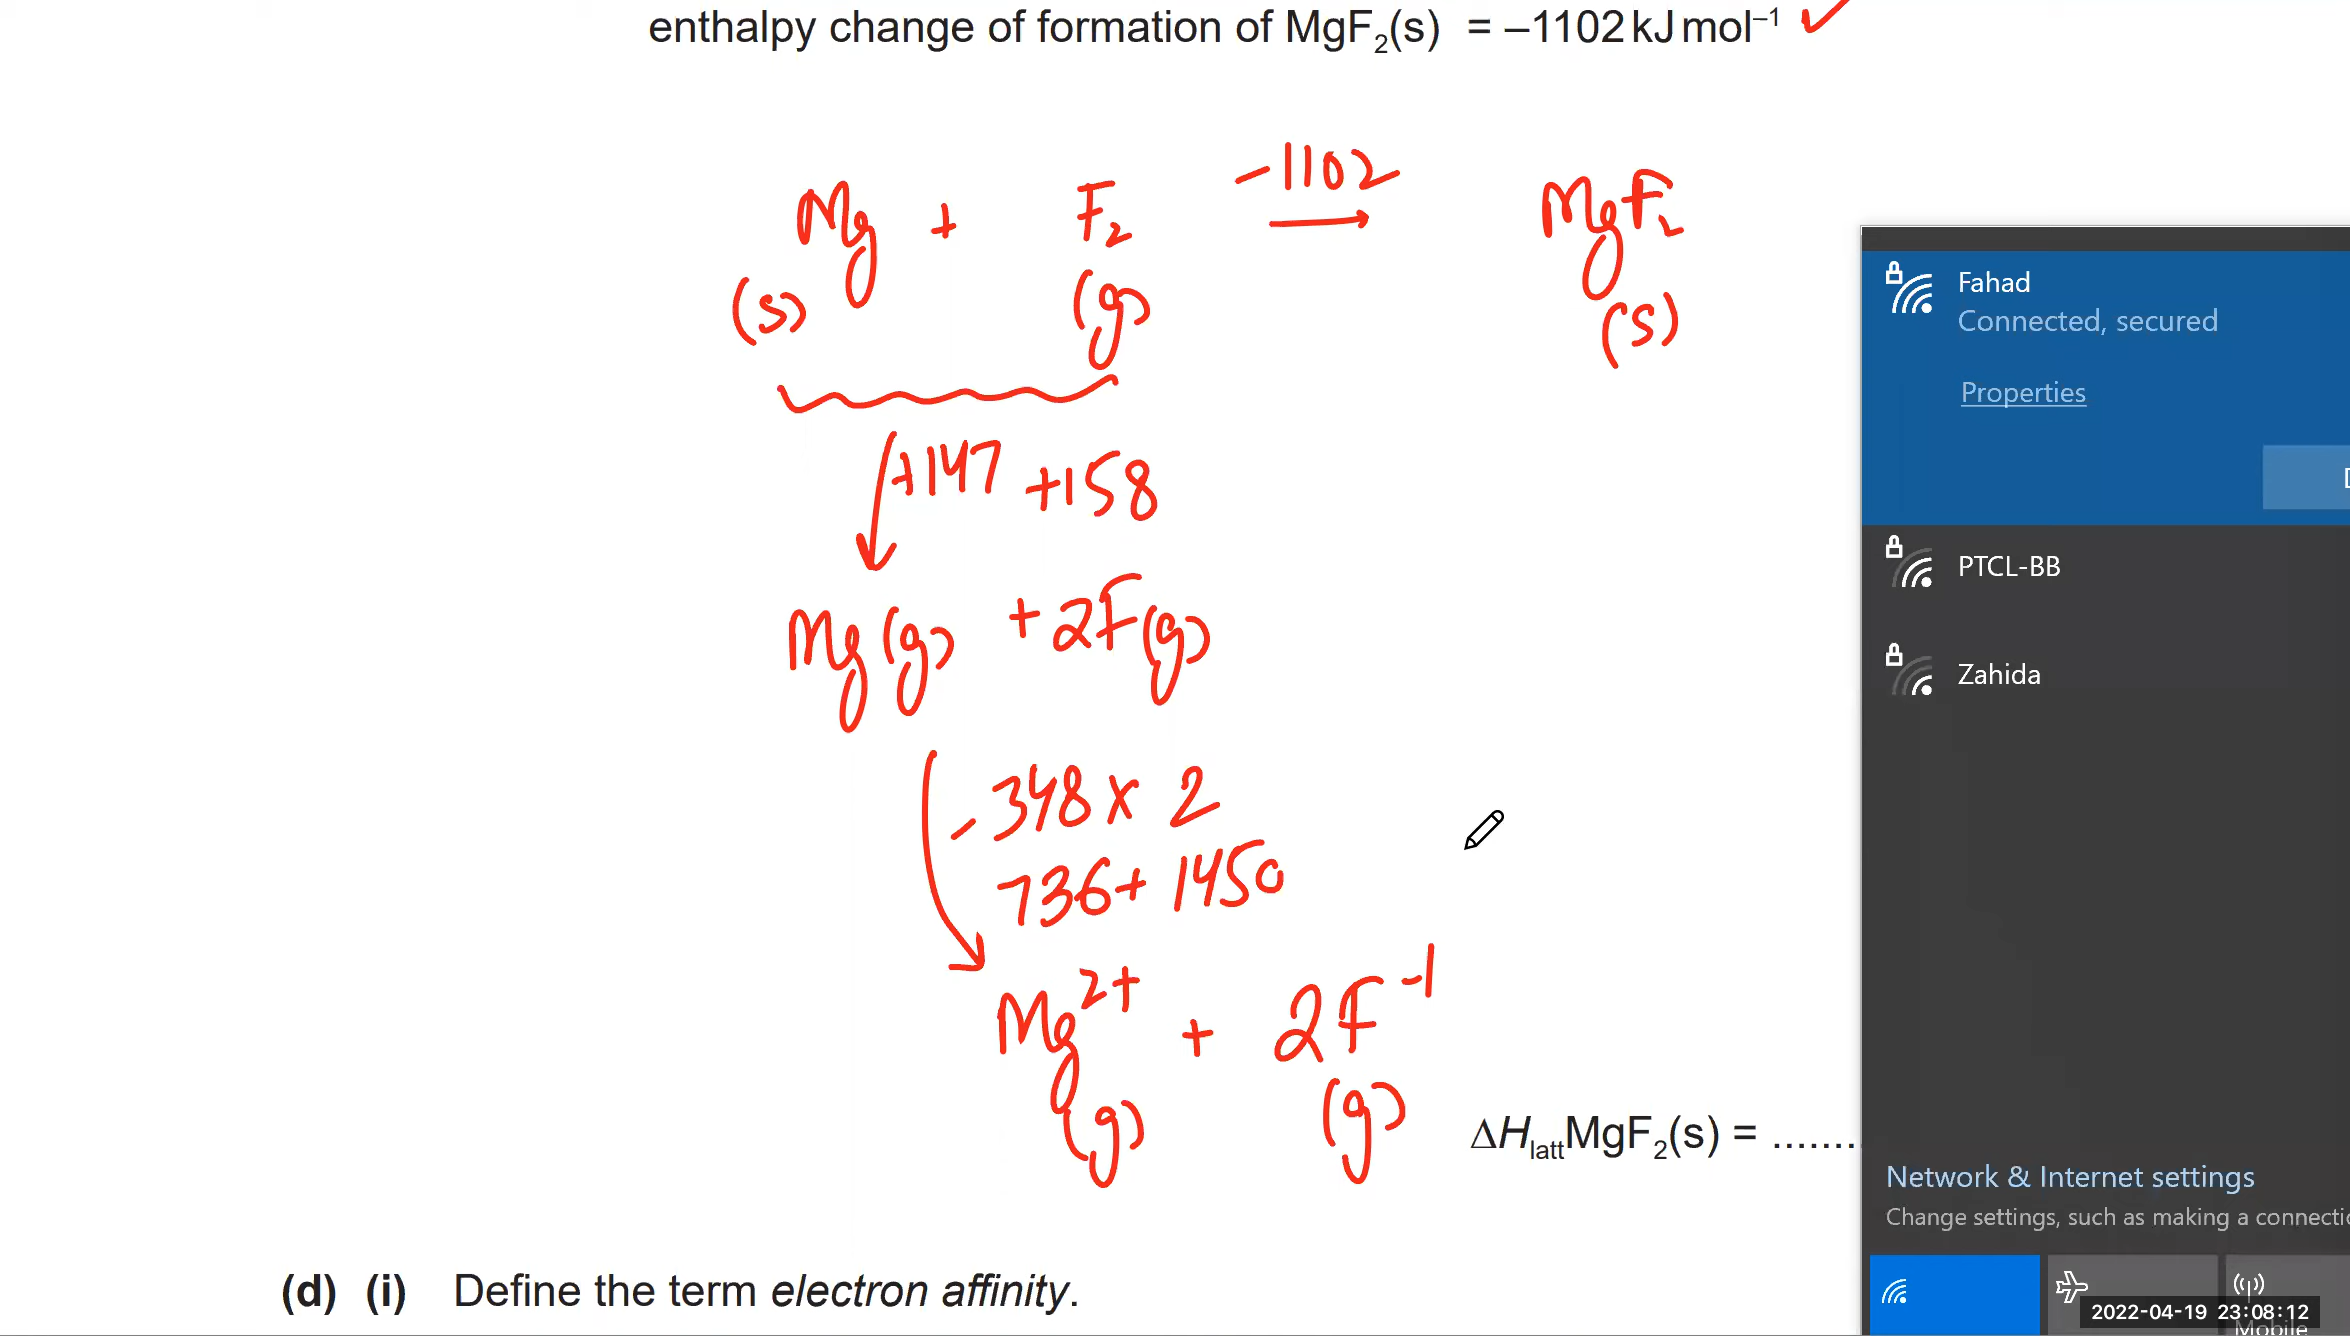 enthalpy change of formation of MgF₂(s) = –1102 kJ mol⁻¹ ✓
Mg + F₂ -1102 → MgF₂
(s) (g) (s)
+147 +158
Mg(g) + 2F(g)
- 348 x 2
736 + 1450
Mg²⁺ + 2F⁻¹
(g) (g)
ΔHlattMgF₂(s) = ........
(d) (i) Define the term electron affinity.
Fahad
Connected, secured
Properties
PTCL-BB
Zahida
Network & Internet settings
Change settings, such as making a
2022-04-19 23:08:12
Mobile